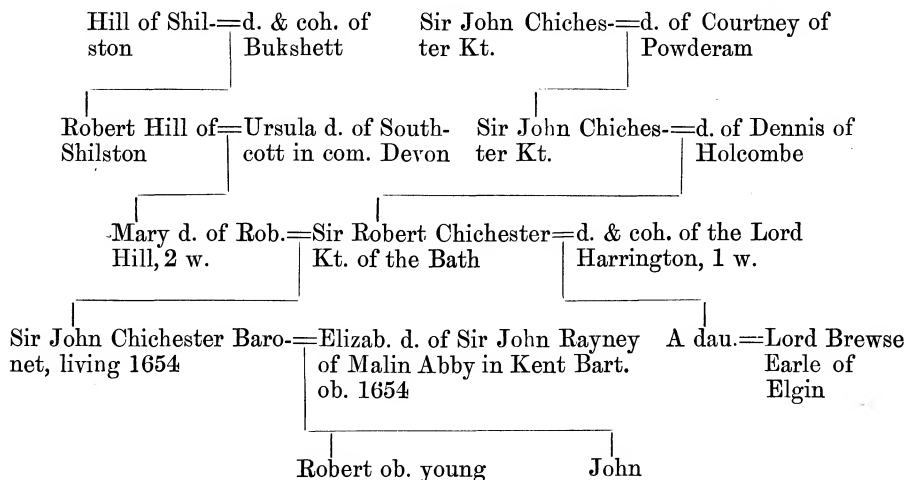 Hill of Shil-=d. & coh. of Sir John Chiches-=d. of Courtney of
ston Bukshett ter Kt. Powderam
Robert Hill of=Ursula d. of South- Sir John Chiches-=d. of Dennis of
Shilston cott in com. Devon ter Kt. Holcombe
Mary d. of Rob.=Sir Robert Chichester=d. & coh. of the Lord
Hill, 2 w. Kt. of the Bath Harrington, 1 w.
Sir John Chichester Baro-=Elizab. d. of Sir John Rayney A dau.=Lord Brewse
net, living 1654 of Malin Abby in Kent Bart. Earle of
ob. 1654 Elgin
Robert ob. young John